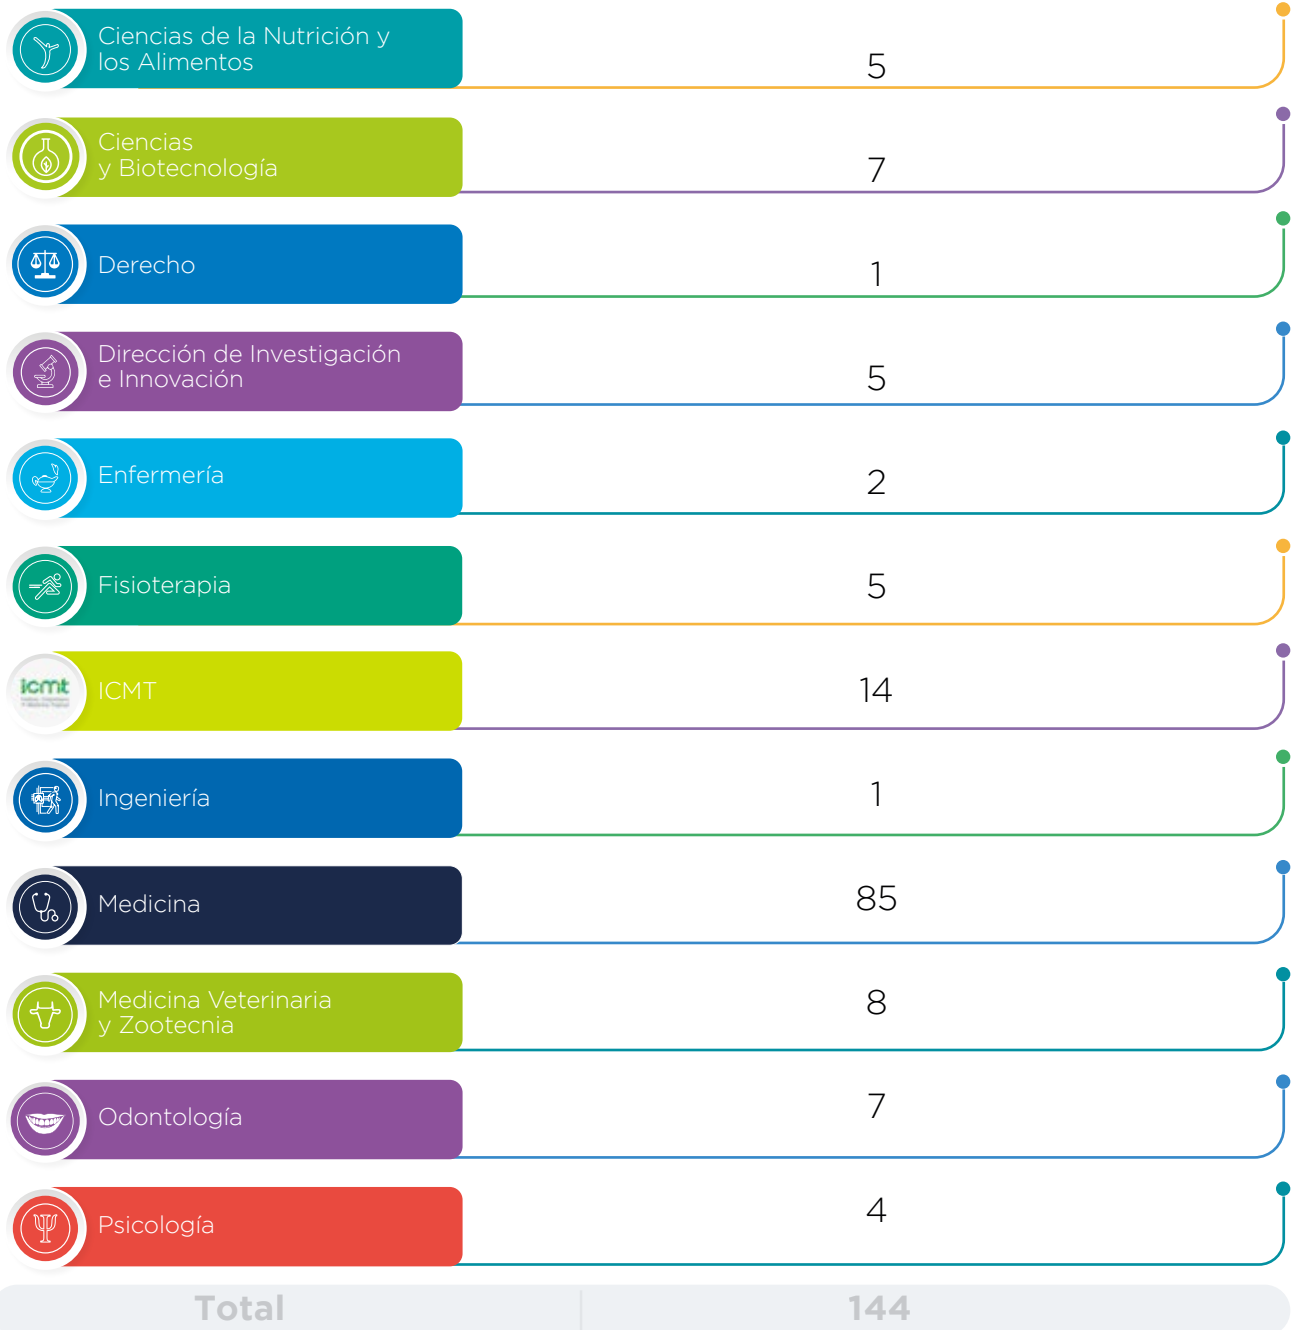 Ciencias de la Nutrición y
los Alimentos
5
Ciencias
y Biotecnología
7
Derecho
1
Dirección de Investigación
e Innovación
5
Enfermería
2
Fisioterapia
5
icmt
ICMT
14
Ingeniería
1
Medicina
85
Medicina Veterinaria
y Zootecnia
8
Odontología
7
Psicología
4
Total 144